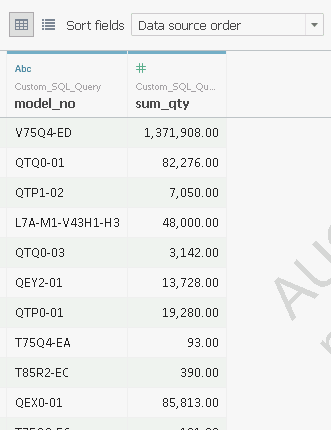 Sort fields Data source order
Abc #
Custom_SQL_Query Custom_SQL_Qu...
model_no sum_qty
V75Q4-ED 1,371,908.00
QTQ0-01 82,276.00
QTP1-02 7,050.00
L7A-M1-V43H1-H3 48,000.00
QTQ0-03 3,142.00
QEY2-01 13,728.00
QTP0-01 19,280.00
T75Q4-EA 93.00
T85R2-EC 390.00
QEX0-01 85,813.00